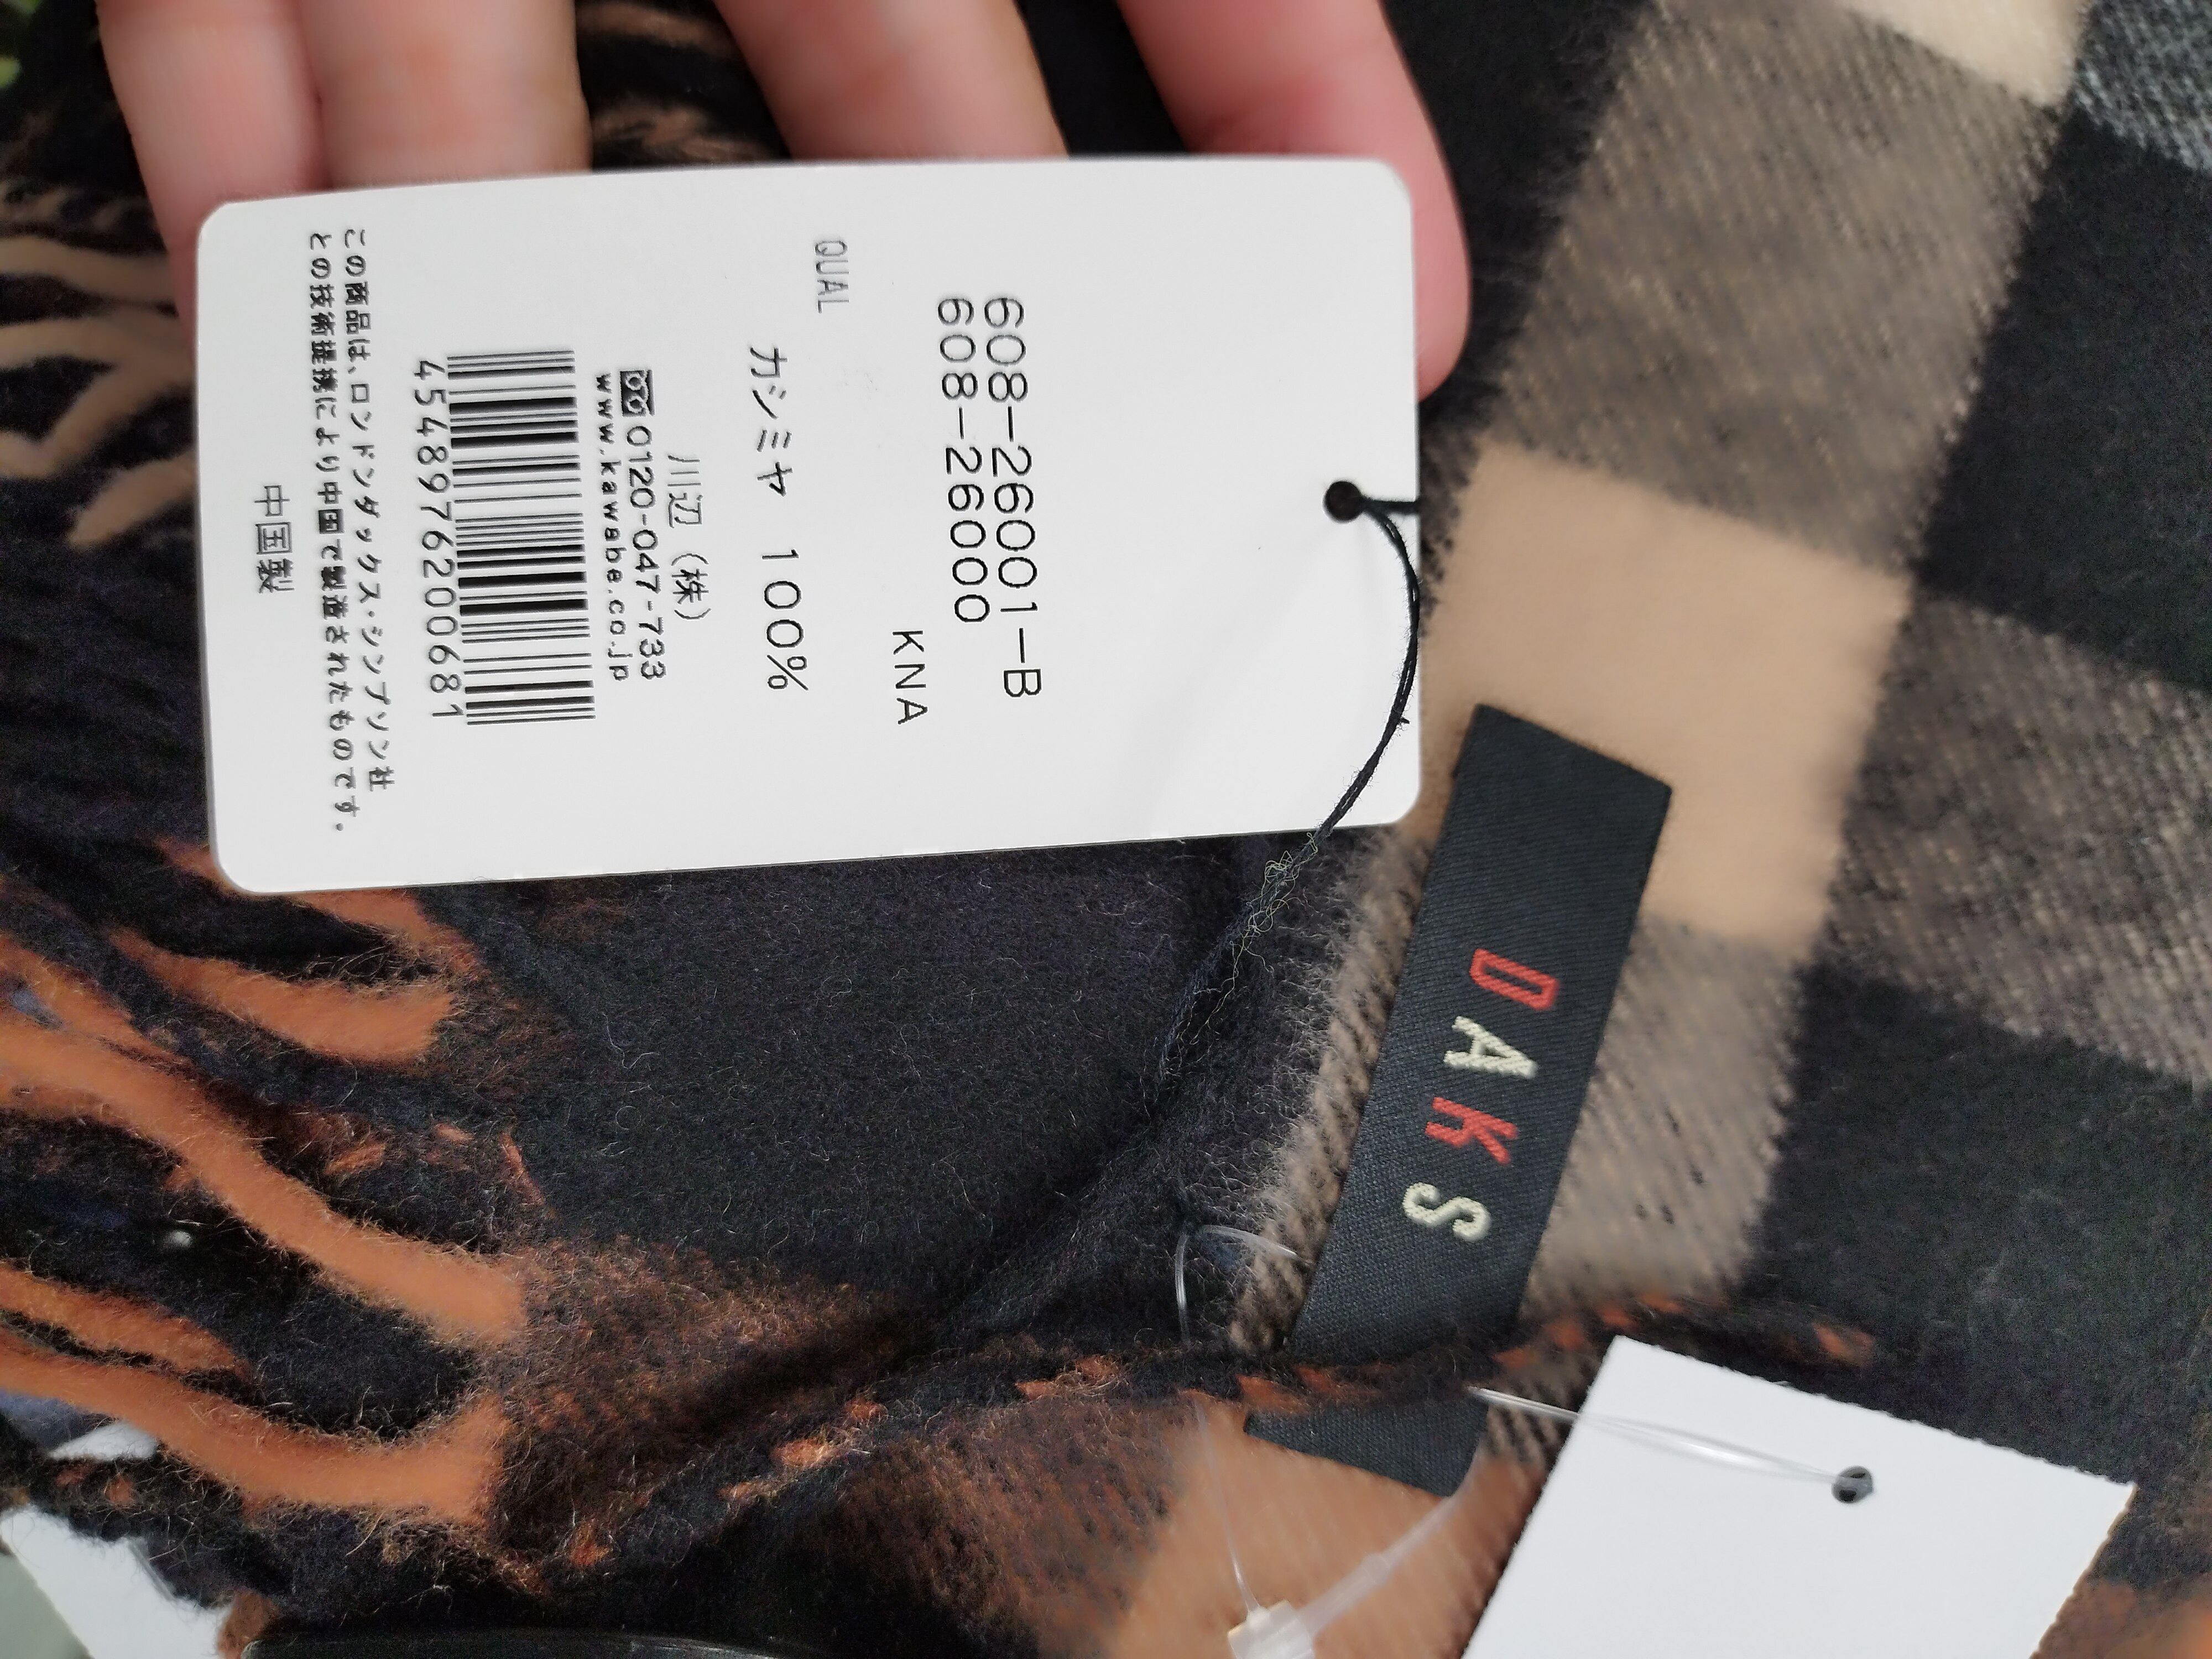 608-26001-B
608-26000
KNA
QUAL
カシミヤ 100%
川辺(株)
0120-047-733
www.kawabe.co.jp
4548976200681
この商品は、ロンドンダックス・シンプソン社
との技術提携により中国で製造されたものです。
中国製
DAKS